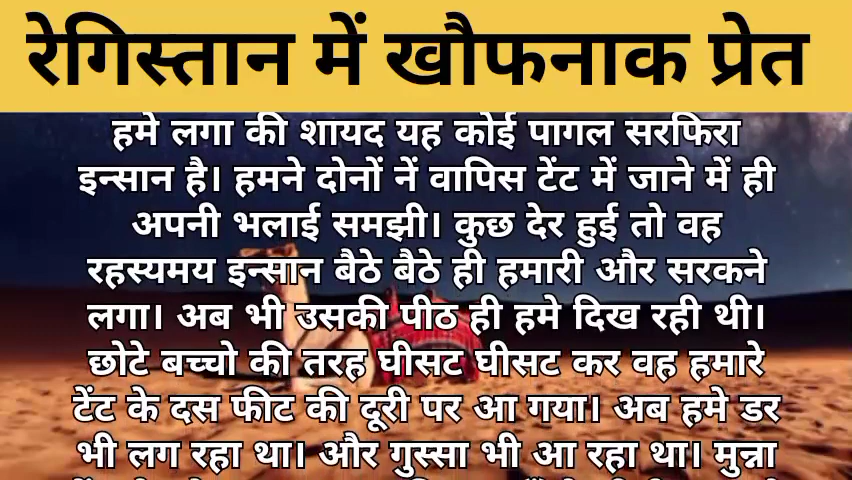 रेगिस्तान में खौफनाक प्रेत
हमे लगा की शायद यह कोई पागल सरफिरा
इन्सान है। हमने दोनों नें वापिस टेंट में जाने में ही
अपनी भलाई समझी। कुछ देर हुई तो वह
रहस्यमय इन्सान बैठे बैठे ही हमारी और सरकने
लगा। अब भी उसकी पीठ ही हमे दिख रही थी।
छोटे बच्चो की तरह घीसट घीसट कर वह हमारे
टेंट के दस फीट की दूरी पर आ गया। अब हमे डर
भी लग रहा था। और गुस्सा भी आ रहा था। मुन्ना